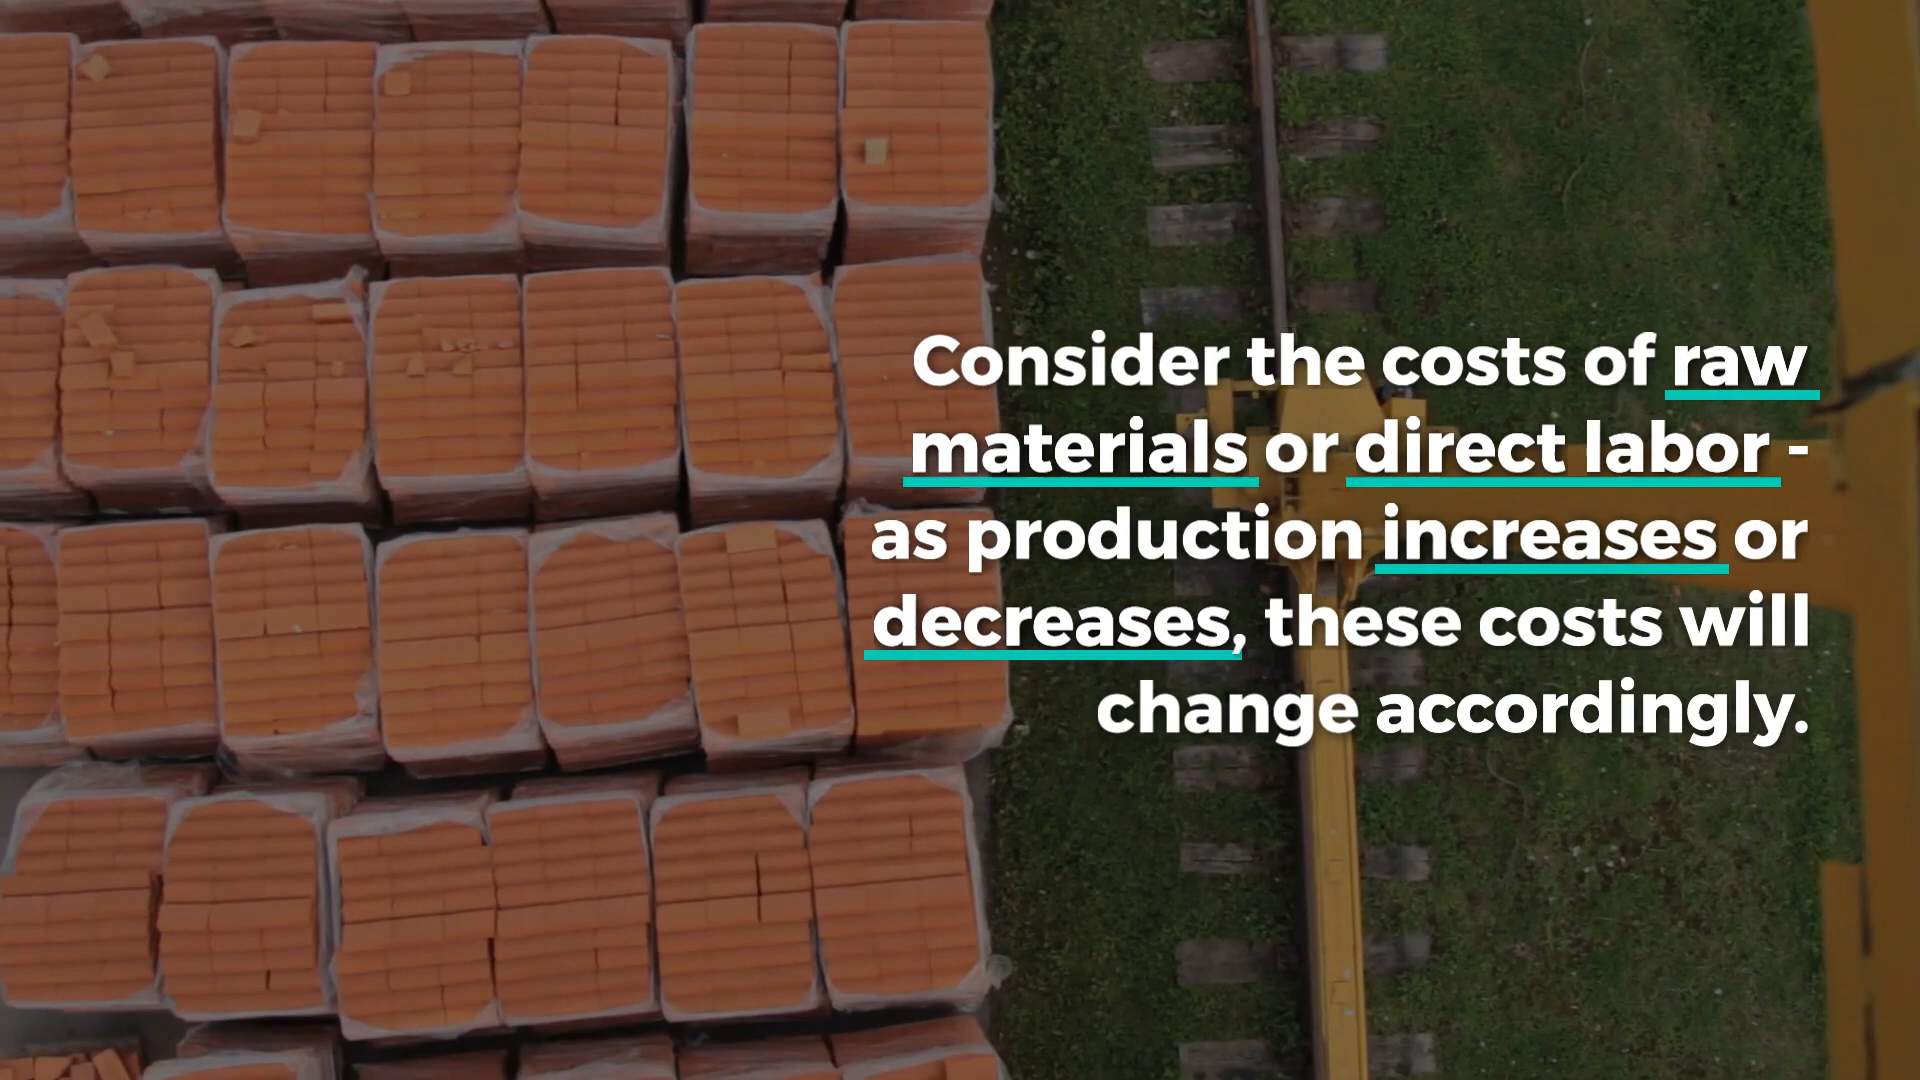 Consider the costs of raw
materials or direct labor -
as production increases or
decreases, these costs will
change accordingly.